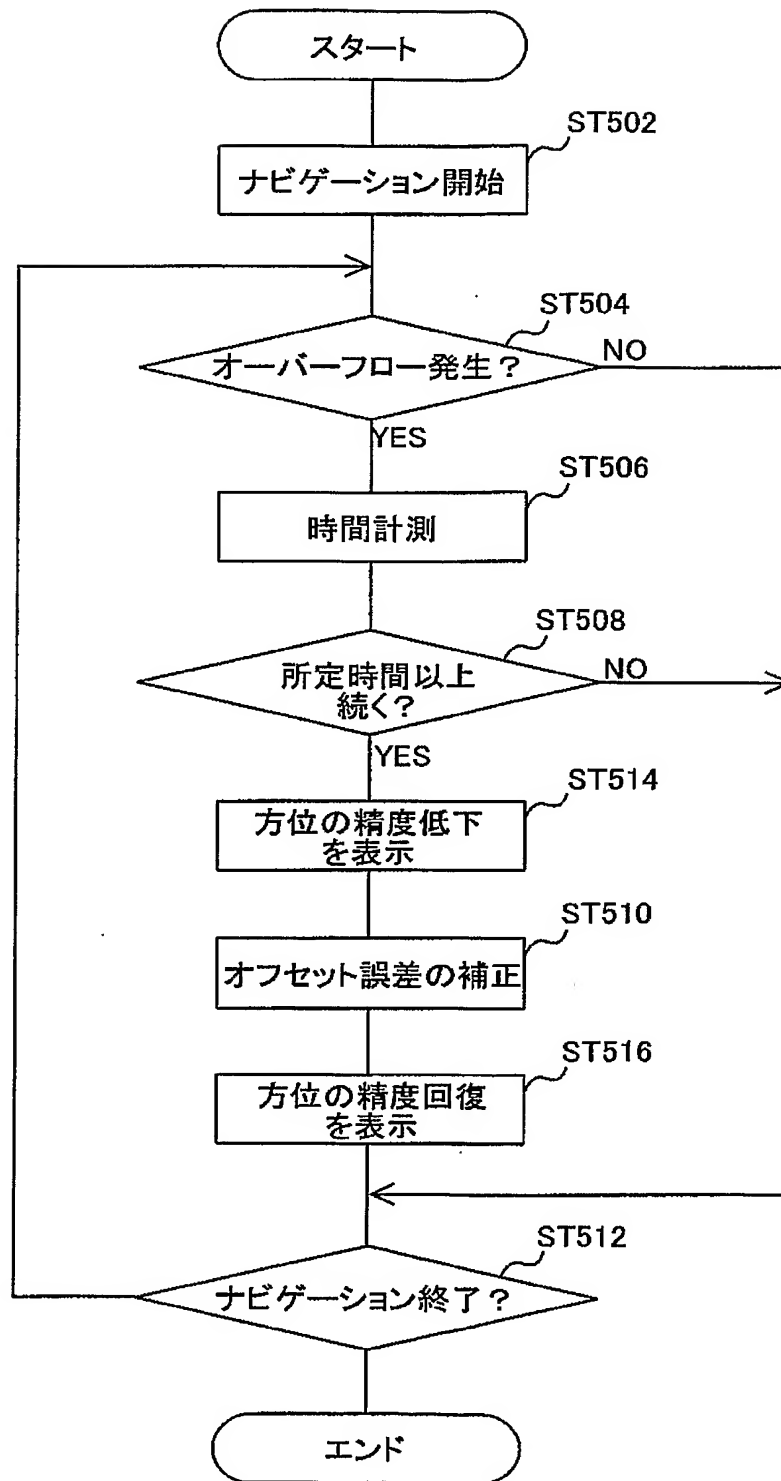 スタート
ST502
ナビゲーション開始
ST504
オーバーフロー発生?
NO
YES
ST506
時間計測
ST508
所定時間以上
続く?
NO
YES
ST514
方位の精度低下
を表示
ST510
オフセット誤差の補正
ST516
方位の精度回復
を表示
ST512
ナビゲーション終了?
エンド